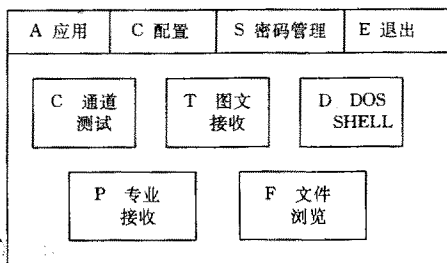 A 应用 C 配置 S 密码管理 E 退出
C 通道 T 图文 D DOS
测试 接收 SHELL
P 专业 F 文件
接收 浏览